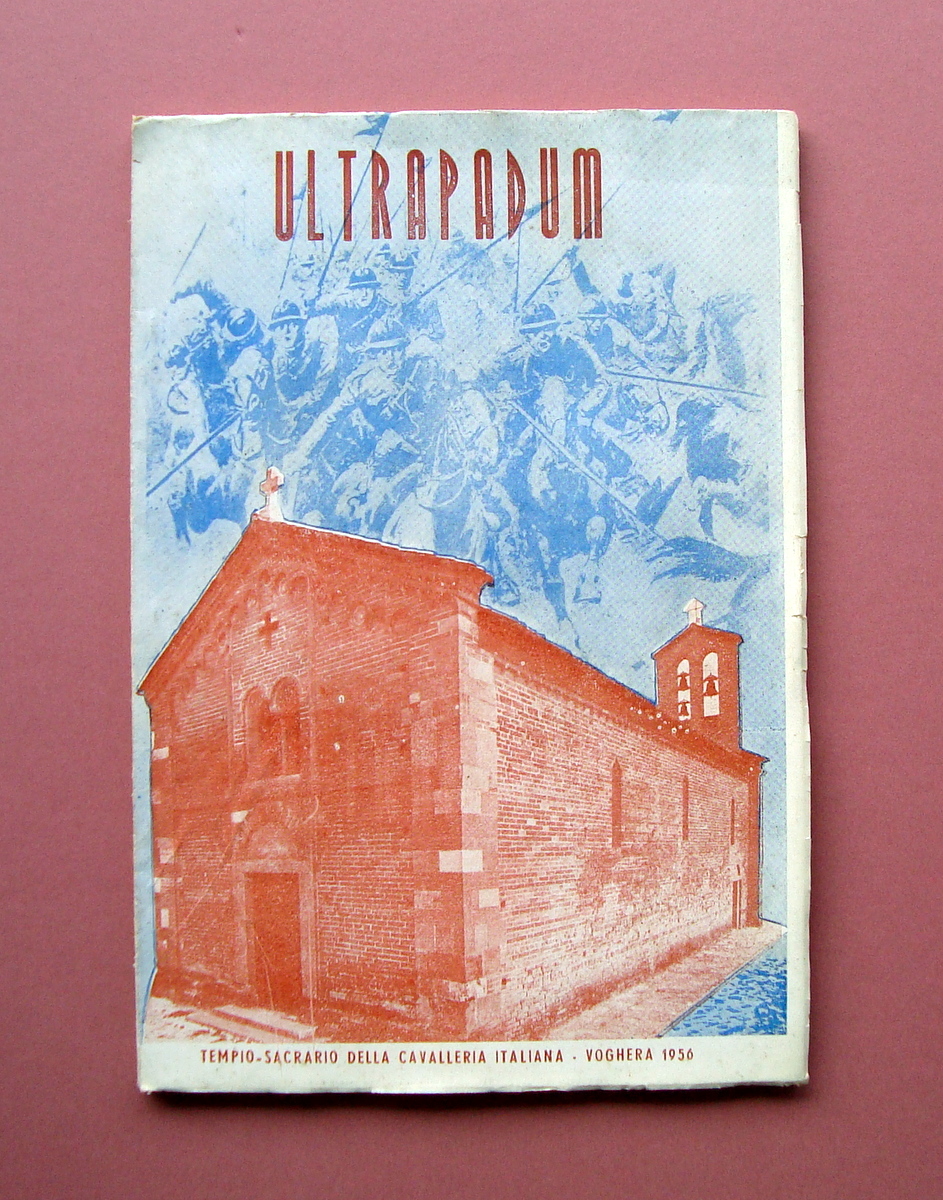 ULTRAPADUM
TEMPIO-SACRARIO DELLA CAVALLERIA ITALIANA - VOGHERA 1956